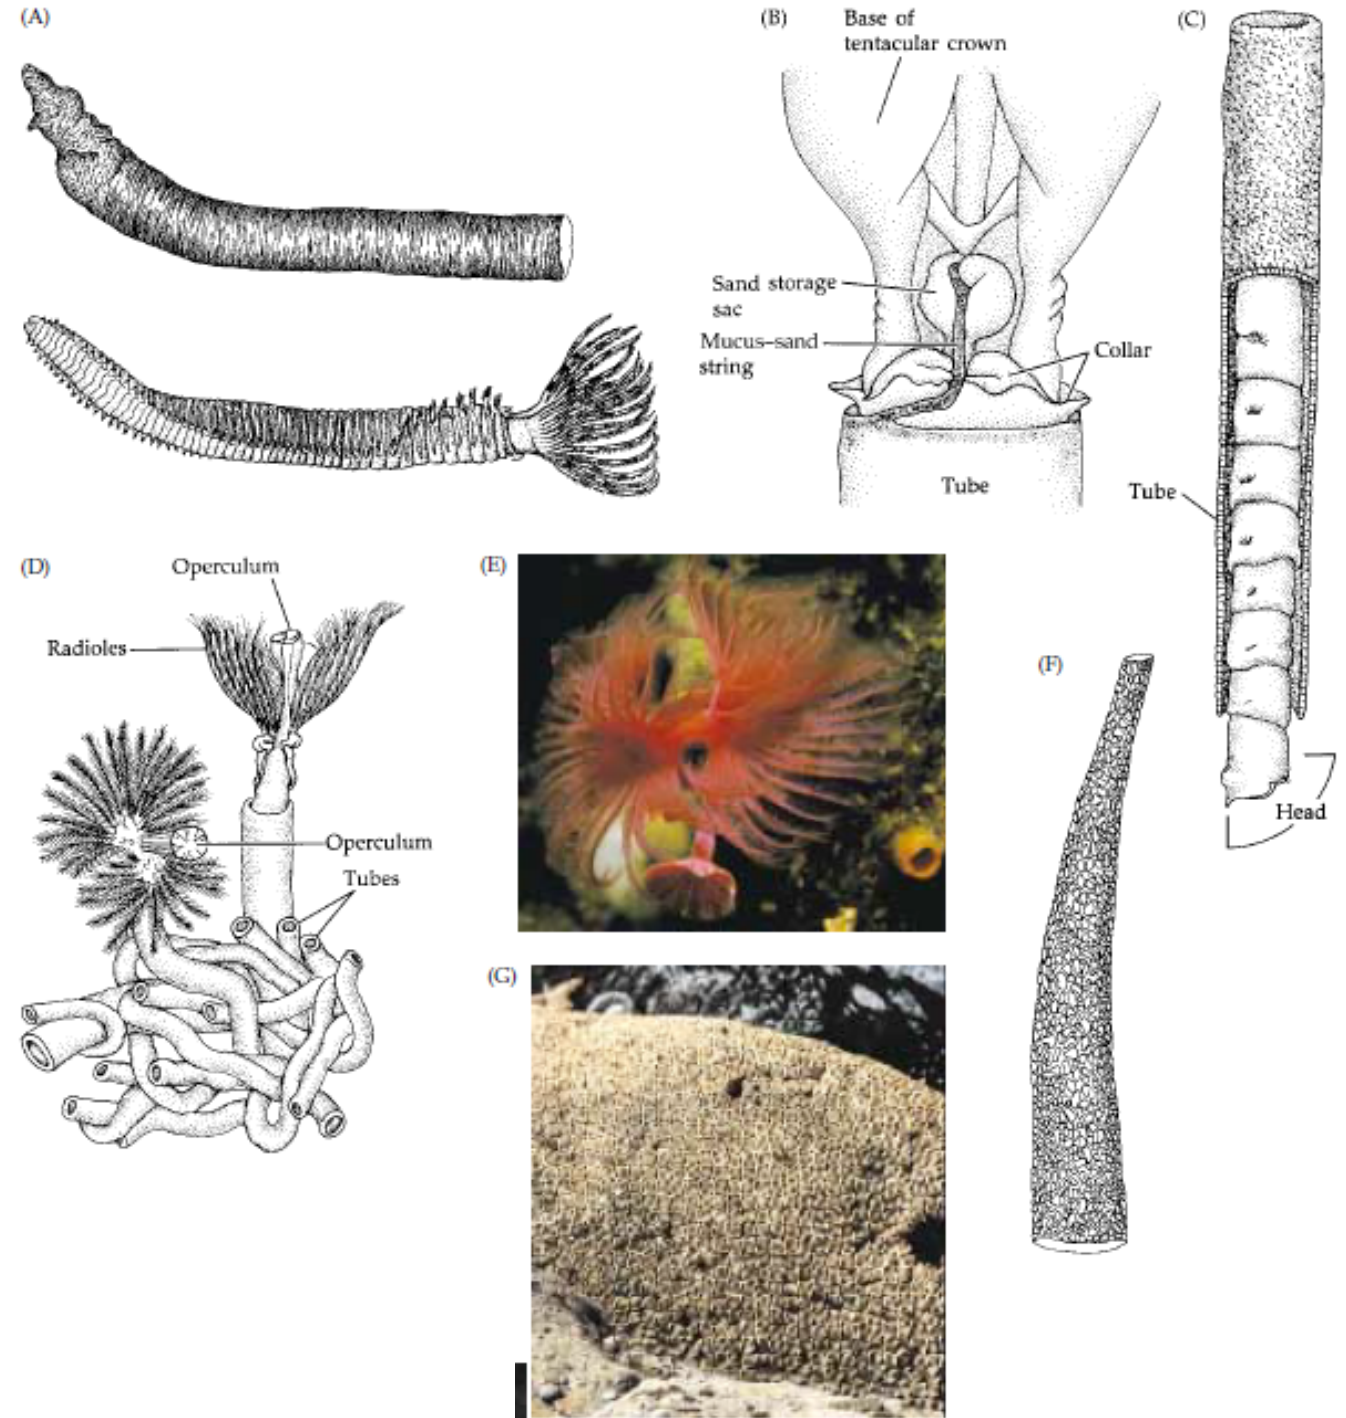 (A)
(B)
Base of
tentacular crown
(C)
Sand storage
sac
Mucus–sand
string
Collar
Tube
Tube
(D)
Operculum
(E)
Radioles
(F)
Operculum
Tubes
Head
(G)